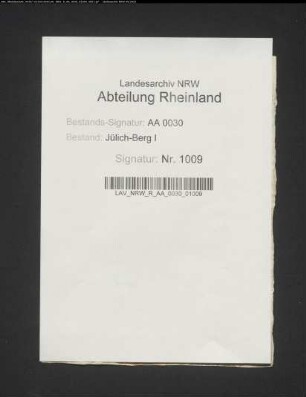 Landesarchiv NRW
Abteilung Rheinland
Bestands-Signatur: AA 0030
Bestand: Jülich-Berg I
Signatur: Nr. 1009
LAV_NRW_R_AA_0030_01009